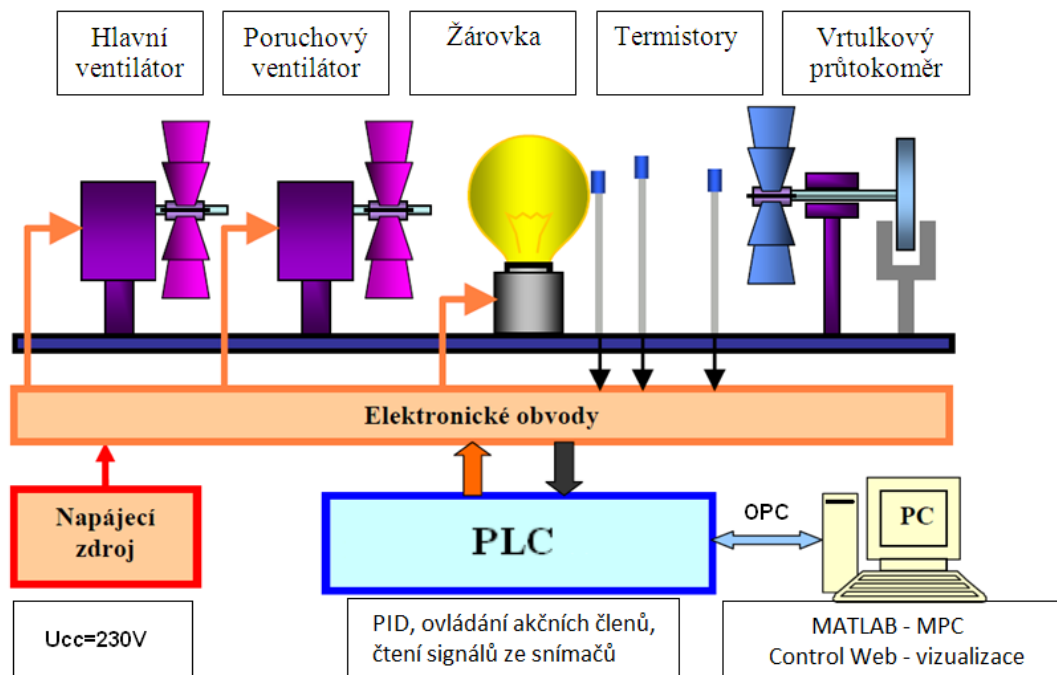 Hlavní
ventilátor
Poruchový
ventilátor
Žárovka
Termistory
Vrtulkový
průtokoměr
Elektronické obvody
Napájecí
zdroj
PLC
OPC
PC
Ucc=230V
PID, ovládání akčních členů,
čtení signálů ze snímačů
MATLAB - MPC
Control Web - vizualizace